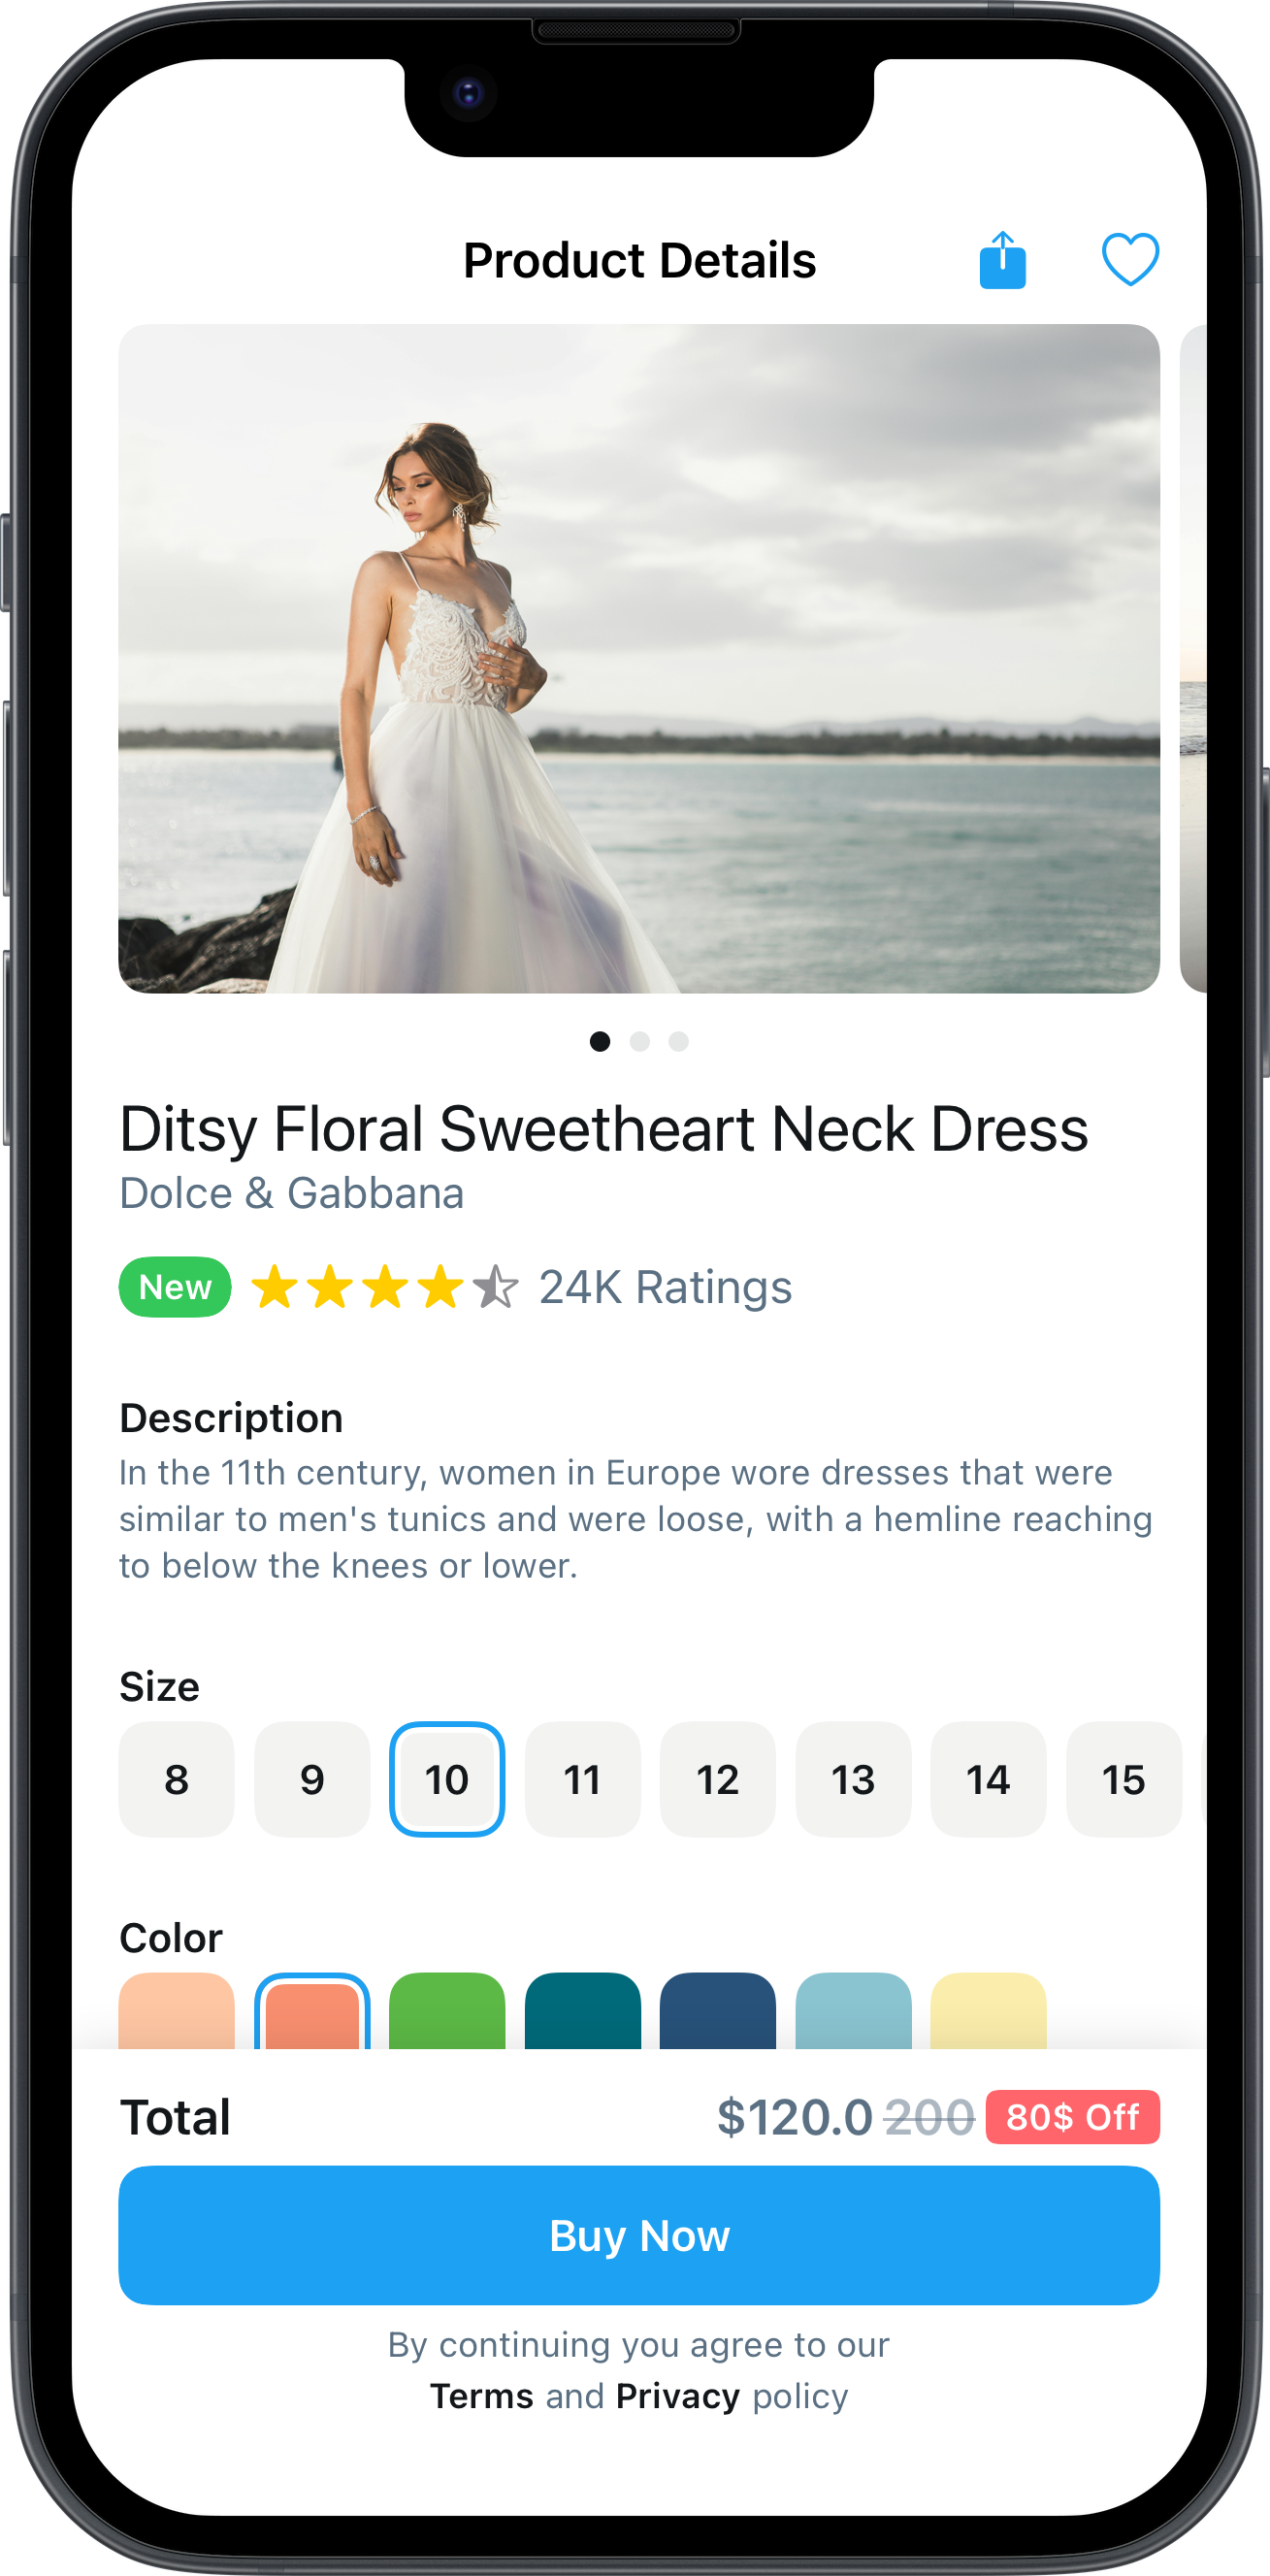 Product Details
Ditsy Floral Sweetheart Neck Dress
Dolce & Gabbana
New 24K Ratings
Description
In the 11th century, women in Europe wore dresses that were
similar to men's tunics and were loose, with a hemline reaching
to below the knees or lower.
Size
8 9 10 11 12 13 14 15
Color
Total $120.0 200 80$ Off
Buy Now
By continuing you agree to our
Terms and Privacy policy